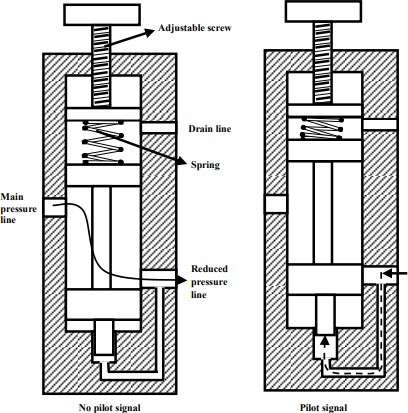 Adjustable screw
Drain line
Spring
Main
pressure
line
Reduced
pressure
line
No pilot signal
Pilot signal